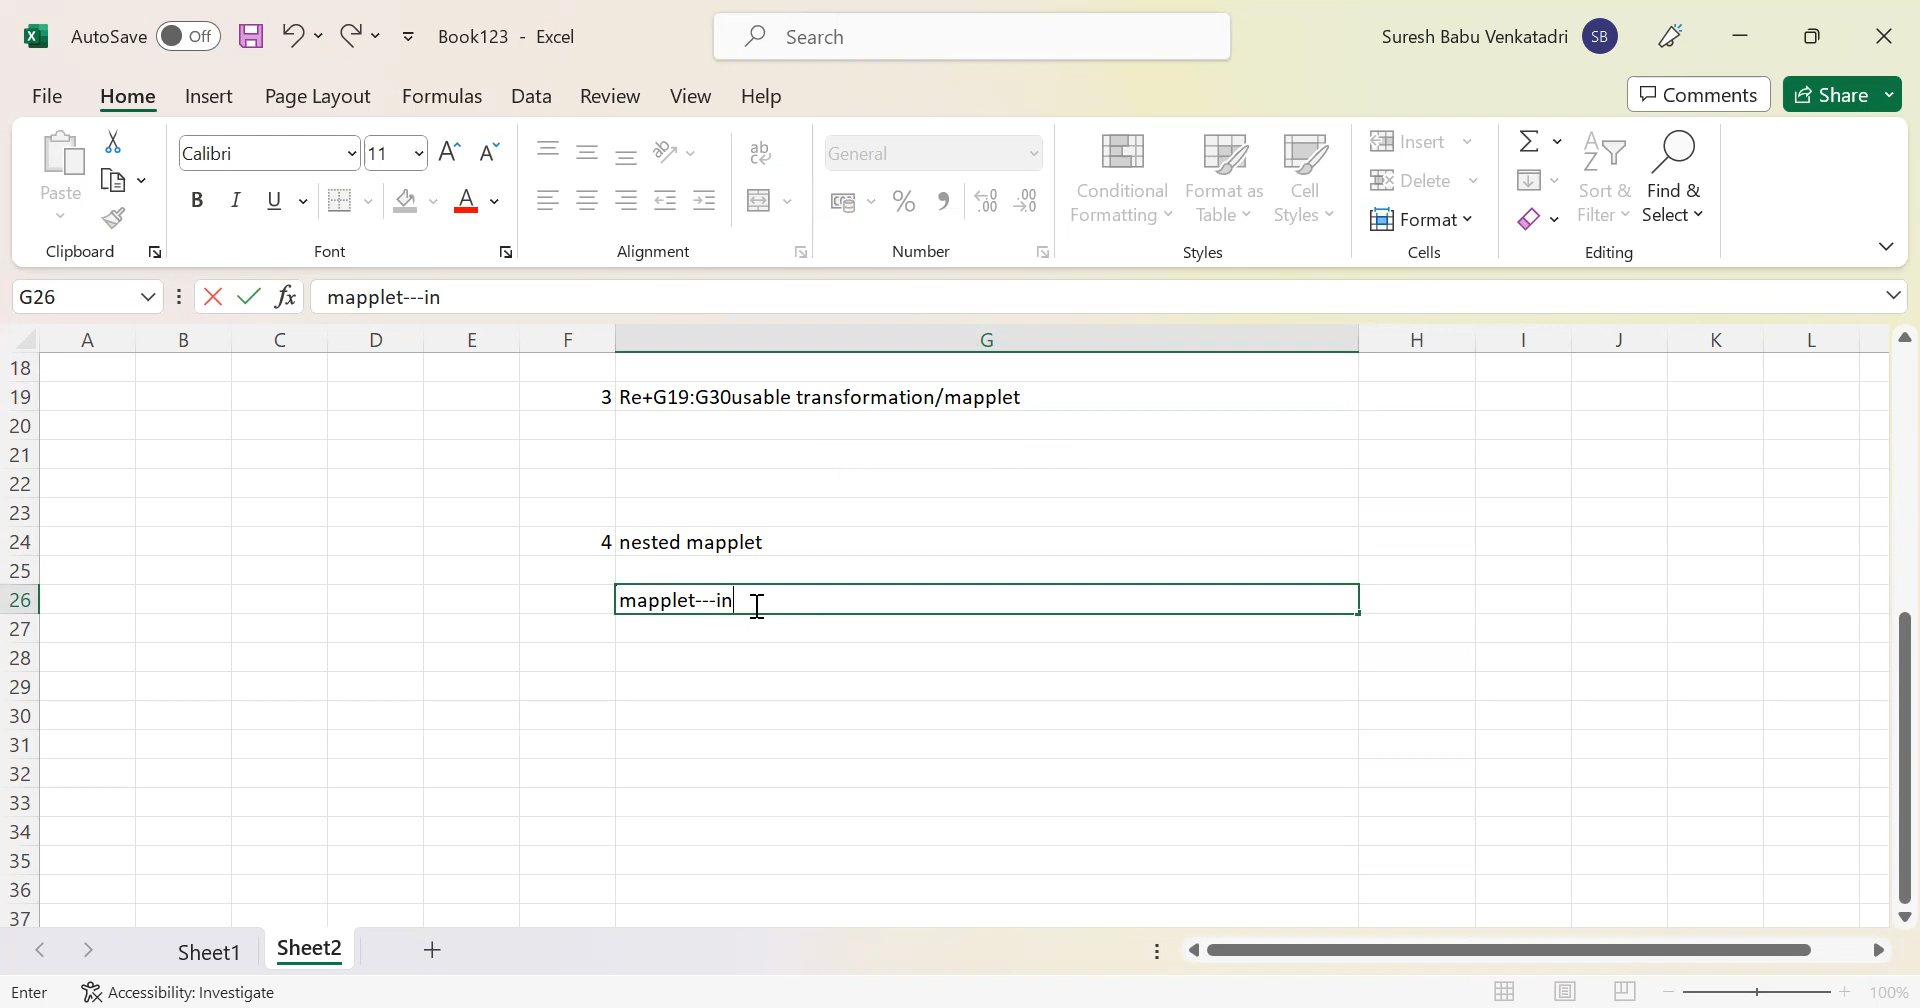 AutoSave Off Book123 - Excel Search Suresh Babu Venkatadri SB
File Home Insert Page Layout Formulas Data Review View Help Comments Share
Paste Calibri 11 A A B I U A ab General % , Conditional Formatting Format as Table Cell Styles Insert Delete Format Sort & Filter Find & Select
Clipboard Font Alignment Number Styles Cells Editing
G26 fx mapplet---in
A B C D E F G H I J K L
18
19 3 Re+G19:G30usable transformation/mapplet
20
21
22
23
24 4 nested mapplet
25
26 mapplet---in
27
28
29
30
31
32
33
34
35
36
37
Sheet1 Sheet2 +
Enter Accessibility: Investigate 100%